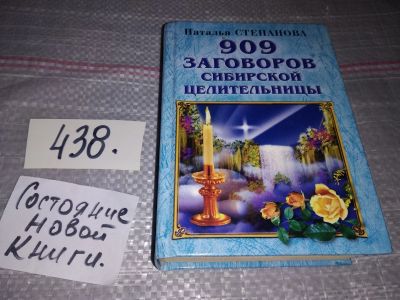 Наталья СТЕПАНОВА
909
ЗАГОВОРОВ
СИБИРСКОЙ
ЦЕЛИТЕЛЬНИЦЫ
438.
Состояние
новой
книги.